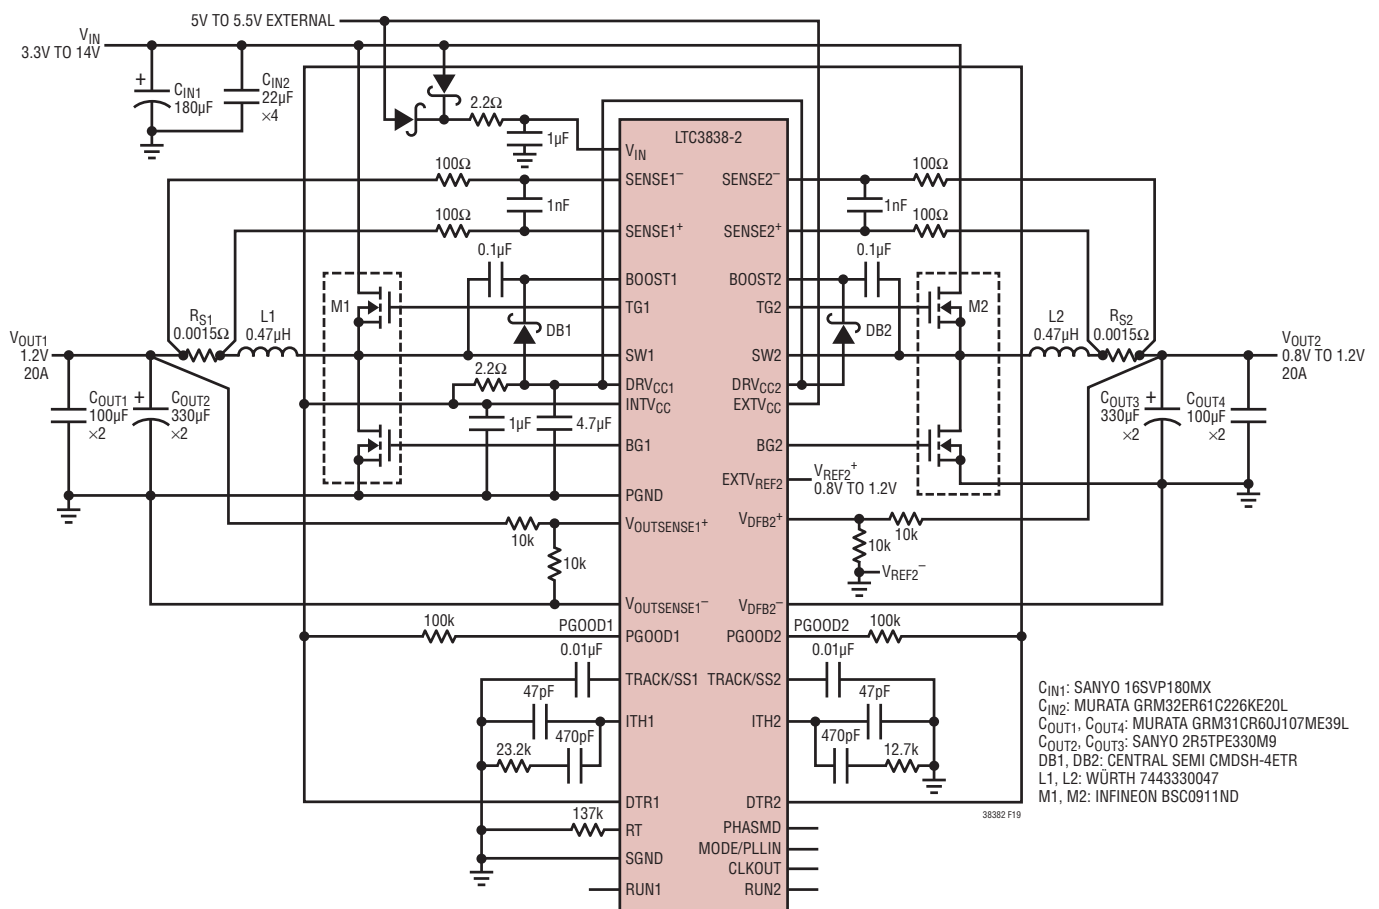 5V TO 5.5V EXTERNAL
VIN
3.3V TO 14V
CIN1
180µF
CIN2
22µF
×4
2.2Ω
1µF
LTC3838-2
VIN
100Ω
SENSE1–
SENSE2–
100Ω
1nF
1nF
100Ω
SENSE1+
SENSE2+
100Ω
0.1µF
0.1µF
BOOST1
BOOST2
M1
TG1
TG2
M2
DB1
DB2
VOUT1
1.2V
20A
RS1
0.0015Ω
L1
0.47µH
SW1
SW2
L2
0.47µH
RS2
0.0015Ω
VOUT2
0.8V TO 1.2V
20A
2.2Ω
DRVCC1
DRVCC2
INTVCC
EXTVCC
COUT1
100µF
×2
+
COUT2
330µF
×2
1µF
4.7µF
COUT3
330µF
×2
+
COUT4
100µF
×2
BG1
BG2
EXTVREF2
VREF2+
0.8V TO 1.2V
PGND
VOUTSENSE1+
VDFB2+
10k
10k
10k
10k
VREF2–
VOUTSENSE1–
VDFB2–
100k
PGOOD1
PGOOD1
PGOOD2
PGOOD2
100k
0.01µF
0.01µF
TRACK/SS1
TRACK/SS2
47pF
47pF
ITH1
ITH2
470pF
470pF
23.2k
12.7k
DTR1
DTR2
137k
RT
PHASMD
MODE/PLLIN
SGND
CLKOUT
RUN1
RUN2
CIN1: SANYO 16SVP180MX
CIN2: MURATA GRM32ER61C226KE20L
COUT1, COUT4: MURATA GRM31CR60J107ME39L
COUT2, COUT3: SANYO 2R5TPE330M9
DB1, DB2: CENTRAL SEMI CMDSH-4ETR
L1, L2: WÜRTH 7443330047
M1, M2: INFINEON BSC0911ND
38382 F19